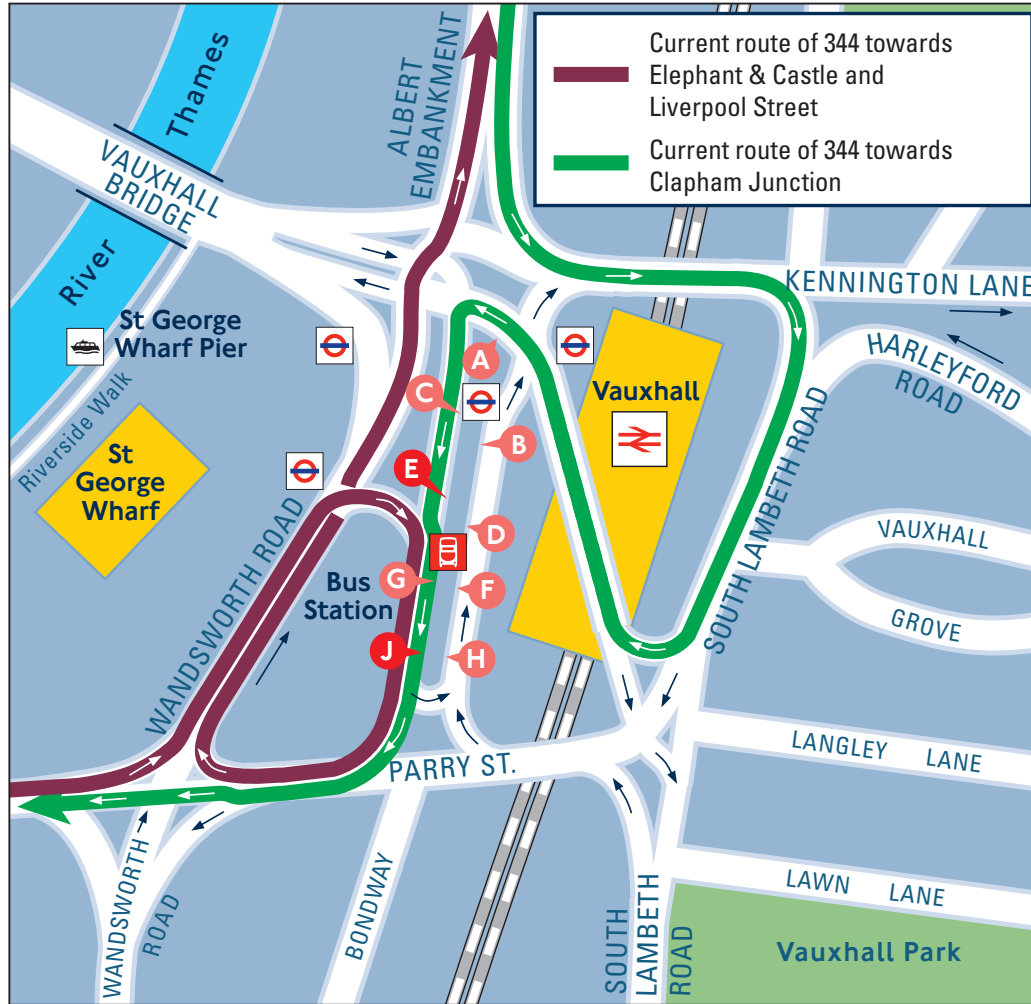 Current route of 344 towards
Elephant & Castle and
Liverpool Street
Current route of 344 towards
Clapham Junction
Thames
River
VAUXHALL
BRIDGE
ALBERT
EMBANKMENT
KENNINGTON LANE
HARLEYFORD
ROAD
St George
Wharf Pier
Riverside Walk
St
George
Wharf
Vauxhall
A
C
B
E
D
G
F
J
H
Bus
Station
WANDSWORTH ROAD
SOUTH LAMBETH ROAD
VAUXHALL
GROVE
PARRY ST.
LANGLEY LANE
LAWN LANE
WANDSWORTH
ROAD
BONDWAY
SOUTH
LAMBETH
ROAD
Vauxhall Park